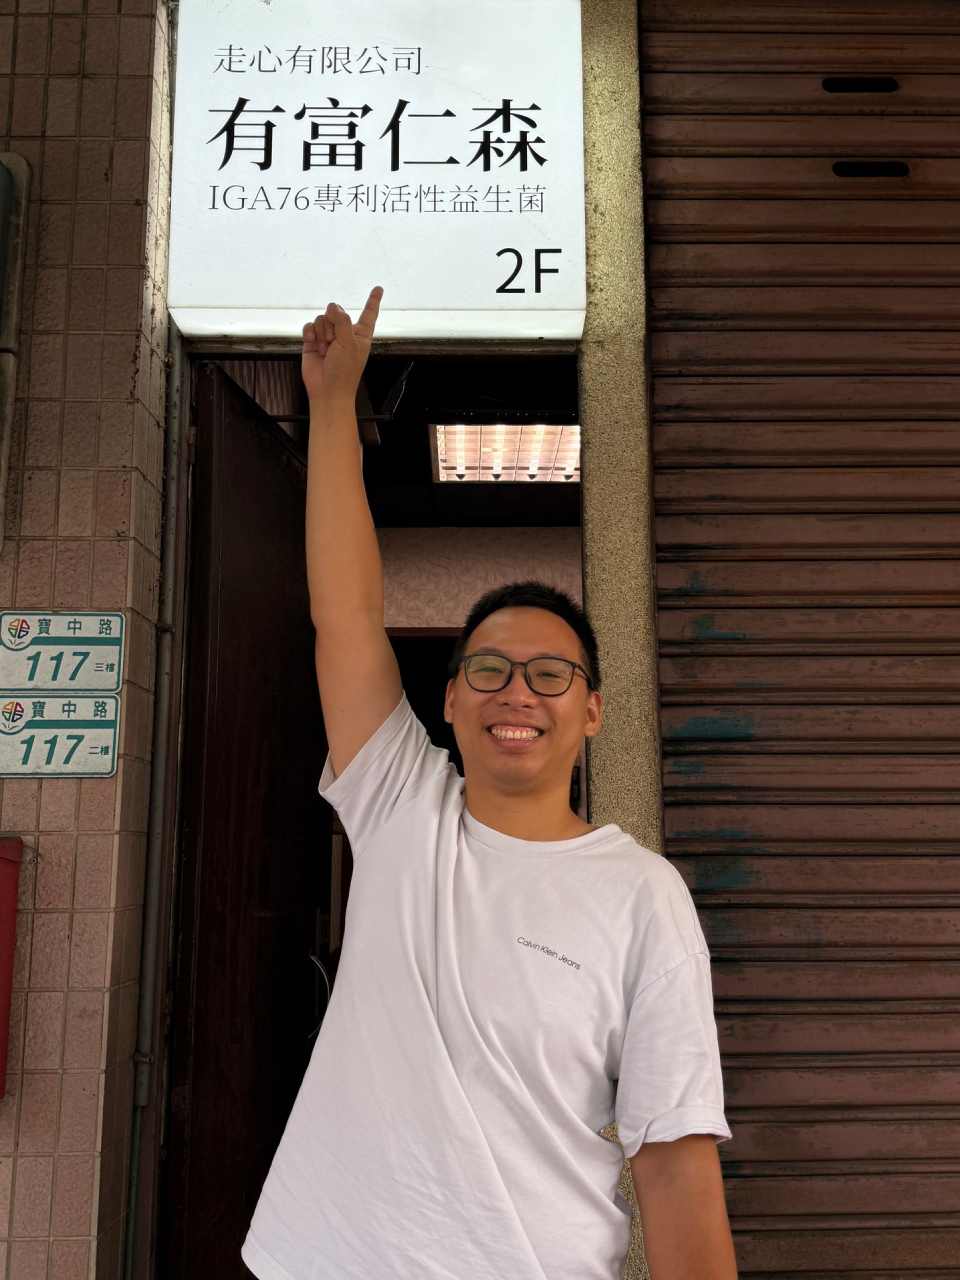 走心有限公司
有富仁森
IGA76專利活性益生菌
2F
寶中路
117 三樓
寶中路
117 二樓
Calvin Klein Jeans